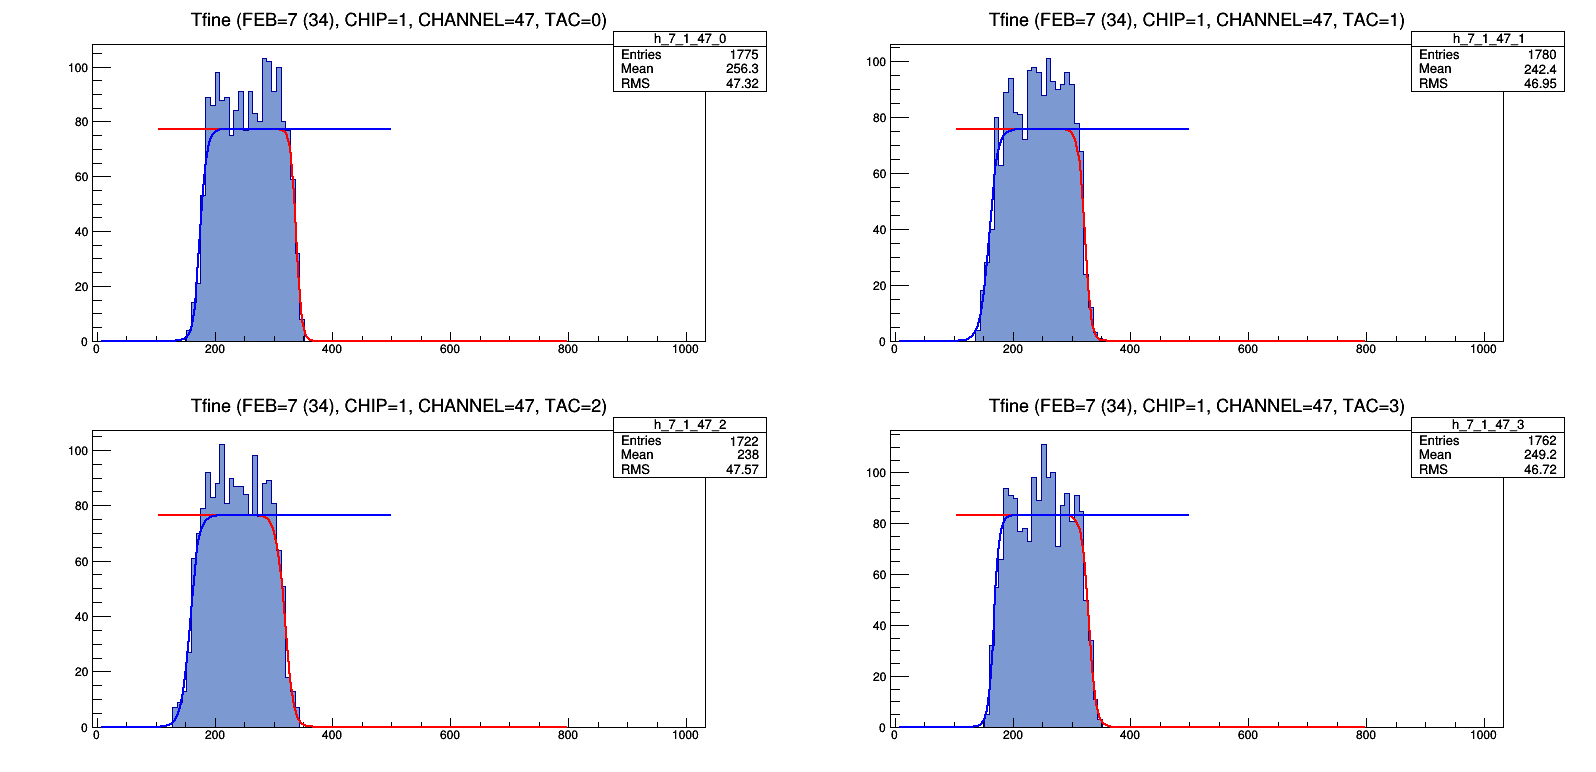 Tfine (FEB=7 (34), CHIP=1, CHANNEL=47, TAC=0)
h_7_1_47_0
Entries 1775
Mean 256.3
RMS 47.32
100
80
60
40
20
0
0 200 400 600 800 1000
Tfine (FEB=7 (34), CHIP=1, CHANNEL=47, TAC=1)
h_7_1_47_1
Entries 1780
Mean 242.4
RMS 46.95
100
80
60
40
20
0
0 200 400 600 800 1000
Tfine (FEB=7 (34), CHIP=1, CHANNEL=47, TAC=2)
h_7_1_47_2
Entries 1722
Mean 238
RMS 47.57
100
80
60
40
20
0
0 200 400 600 800 1000
Tfine (FEB=7 (34), CHIP=1, CHANNEL=47, TAC=3)
h_7_1_47_3
Entries 1762
Mean 249.2
RMS 46.72
100
80
60
40
20
0
0 200 400 600 800 1000